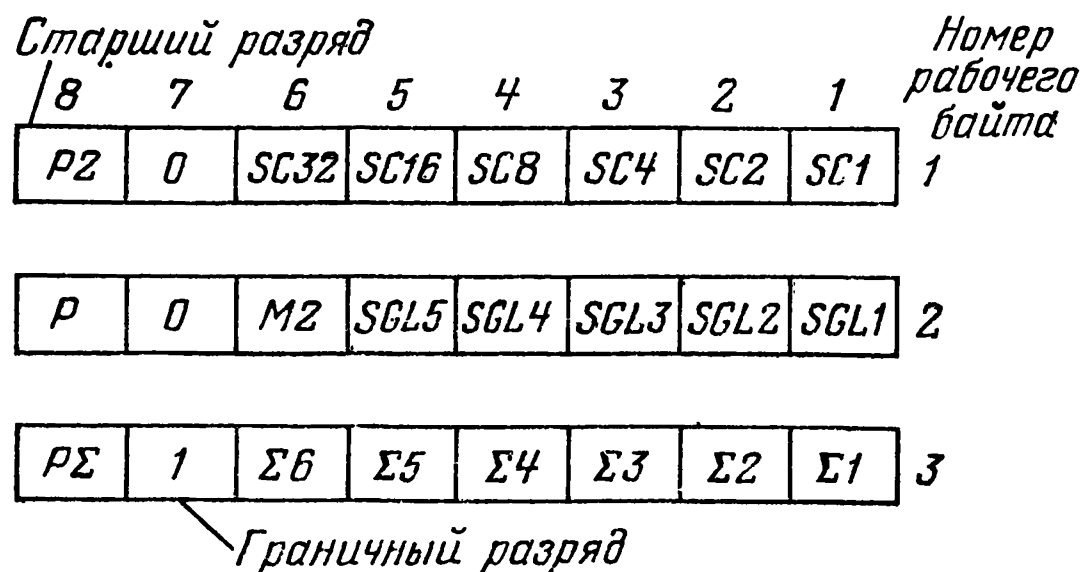 Старший разряд
Номер рабочего байта
8 7 6 5 4 3 2 1
P2 0 SC32 SC16 SC8 SC4 SC2 SC1 1
P 0 M2 SGL5 SGL4 SGL3 SGL2 SGL1 2
PΣ 1 Σ6 Σ5 Σ4 Σ3 Σ2 Σ1 3
Граничный разряд